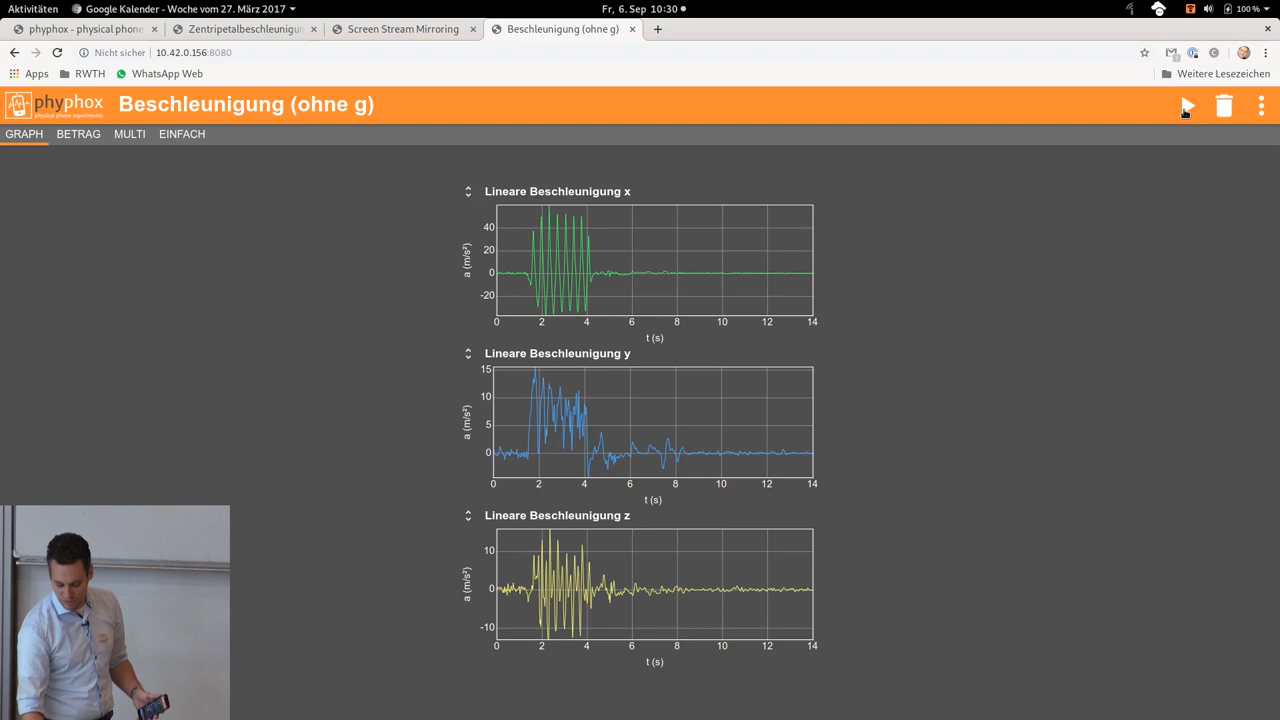 Aktivitäten
Google Kalender - Woche vom 27. März 2017
Fr, 6. Sep 10:30
100 %
phyphox - physical phone
Zentripetalbeschleunigun
Screen Stream Mirroring
Beschleunigung (ohne g)
Nicht sicher
10.42.0.156:8080
Apps
RWTH
WhatsApp Web
Weitere Lesezeichen
phyphox
physical phone experiments.
Beschleunigung (ohne g)
GRAPH
BETRAG
MULTI
EINFACH
Lineare Beschleunigung x
a (m/s²)
40
20
0
-20
0 2 4 6 8 10 12 14
t (s)
Lineare Beschleunigung y
a (m/s²)
15
10
5
0
0 2 4 6 8 10 12 14
t (s)
Lineare Beschleunigung z
a (m/s²)
10
0
-10
0 2 4 6 8 10 12 14
t (s)